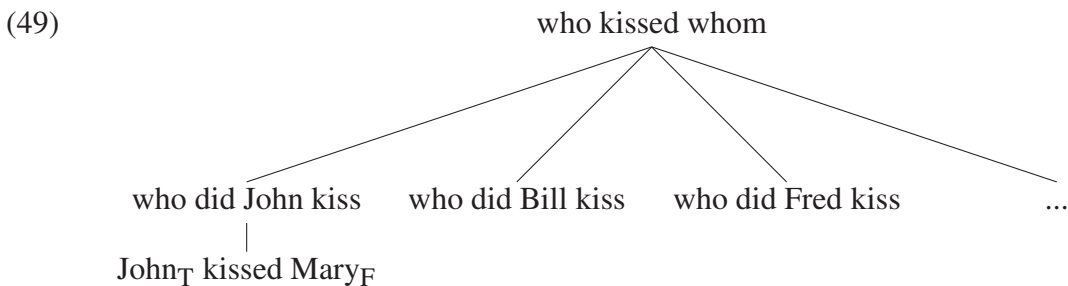 (49) who kissed whom
who did John kiss who did Bill kiss who did Fred kiss ...
John_T kissed Mary_F